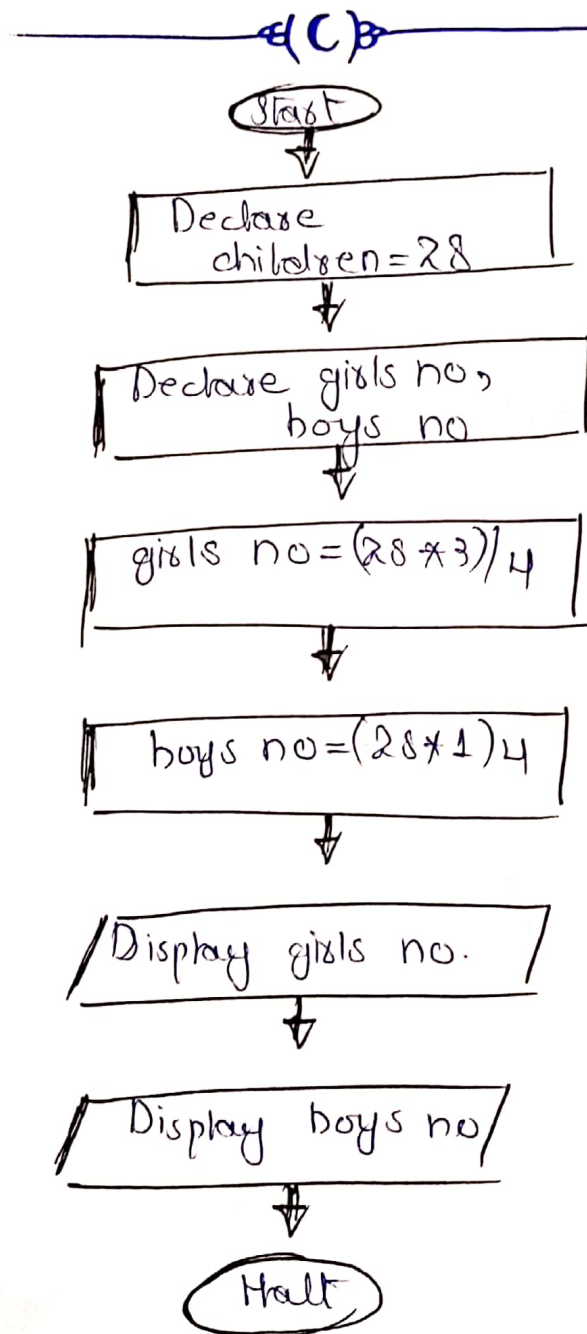 (C)
Start
Declare
children=28
Declare girls no,
boys no
girls no=(28*3)/4
boys no=(28*1)4
Display girls no.
Display boys no
Halt